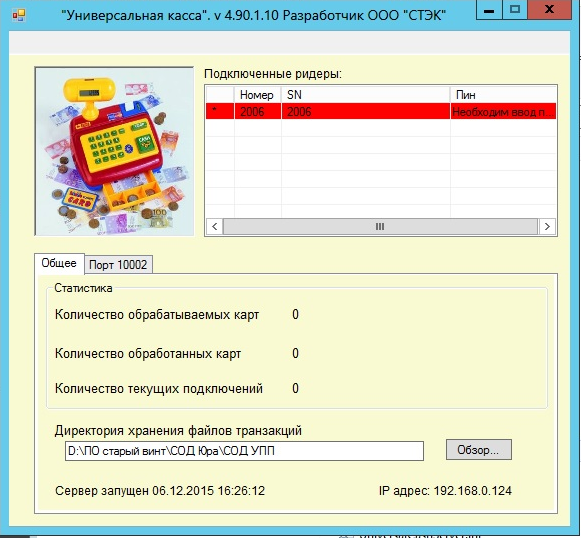 "Универсальная касса". v 4.90.1.10 Разработчик ООО "СТЭК"
Подключенные ридеры:
Номер SN Пин
* 2006 2006 Необходим ввод п...
Общее Порт 10002
Статистика
Количество обрабатываемых карт 0
Количество обработанных карт 0
Количество текущих подключений 0
Директория хранения файлов транзакций
D:\ПО старый винт\СОД Юра\СОД УПП
Обзор...
Сервер запущен 06.12.2015 16:26:12 IP адрес: 192.168.0.124